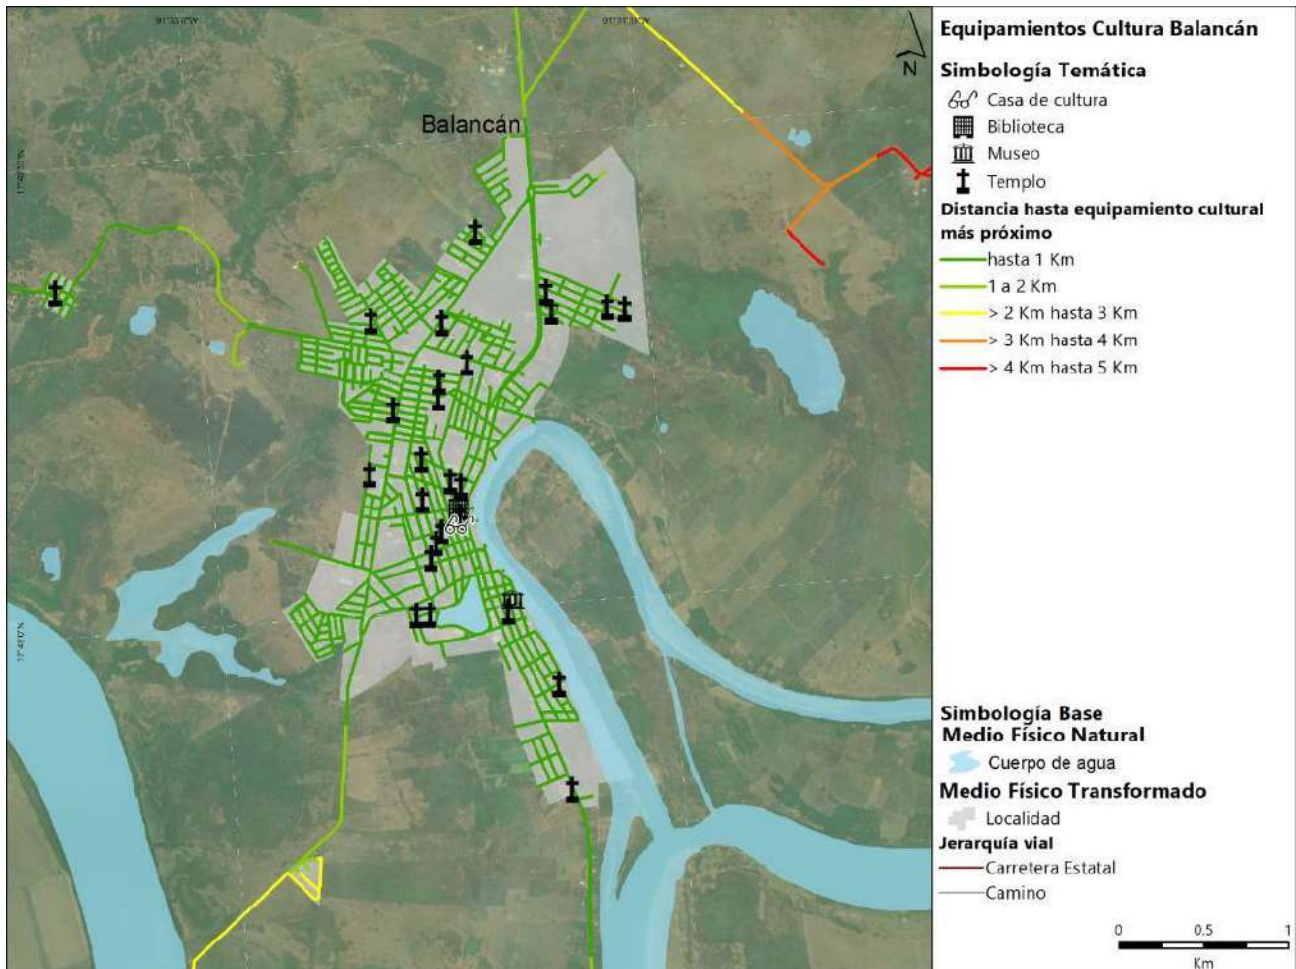 Balancán
N
Equipamientos Cultura Balancán
Simbología Temática
Casa de cultura
Biblioteca
Museo
Templo
Distancia hasta equipamiento cultural
más próximo
hasta 1 Km
1 a 2 Km
> 2 Km hasta 3 Km
> 3 Km hasta 4 Km
> 4 Km hasta 5 Km
Simbología Base
Medio Físico Natural
Cuerpo de agua
Medio Físico Transformado
Localidad
Jerarquía vial
Carretera Estatal
Camino
0 0.5 1
Km